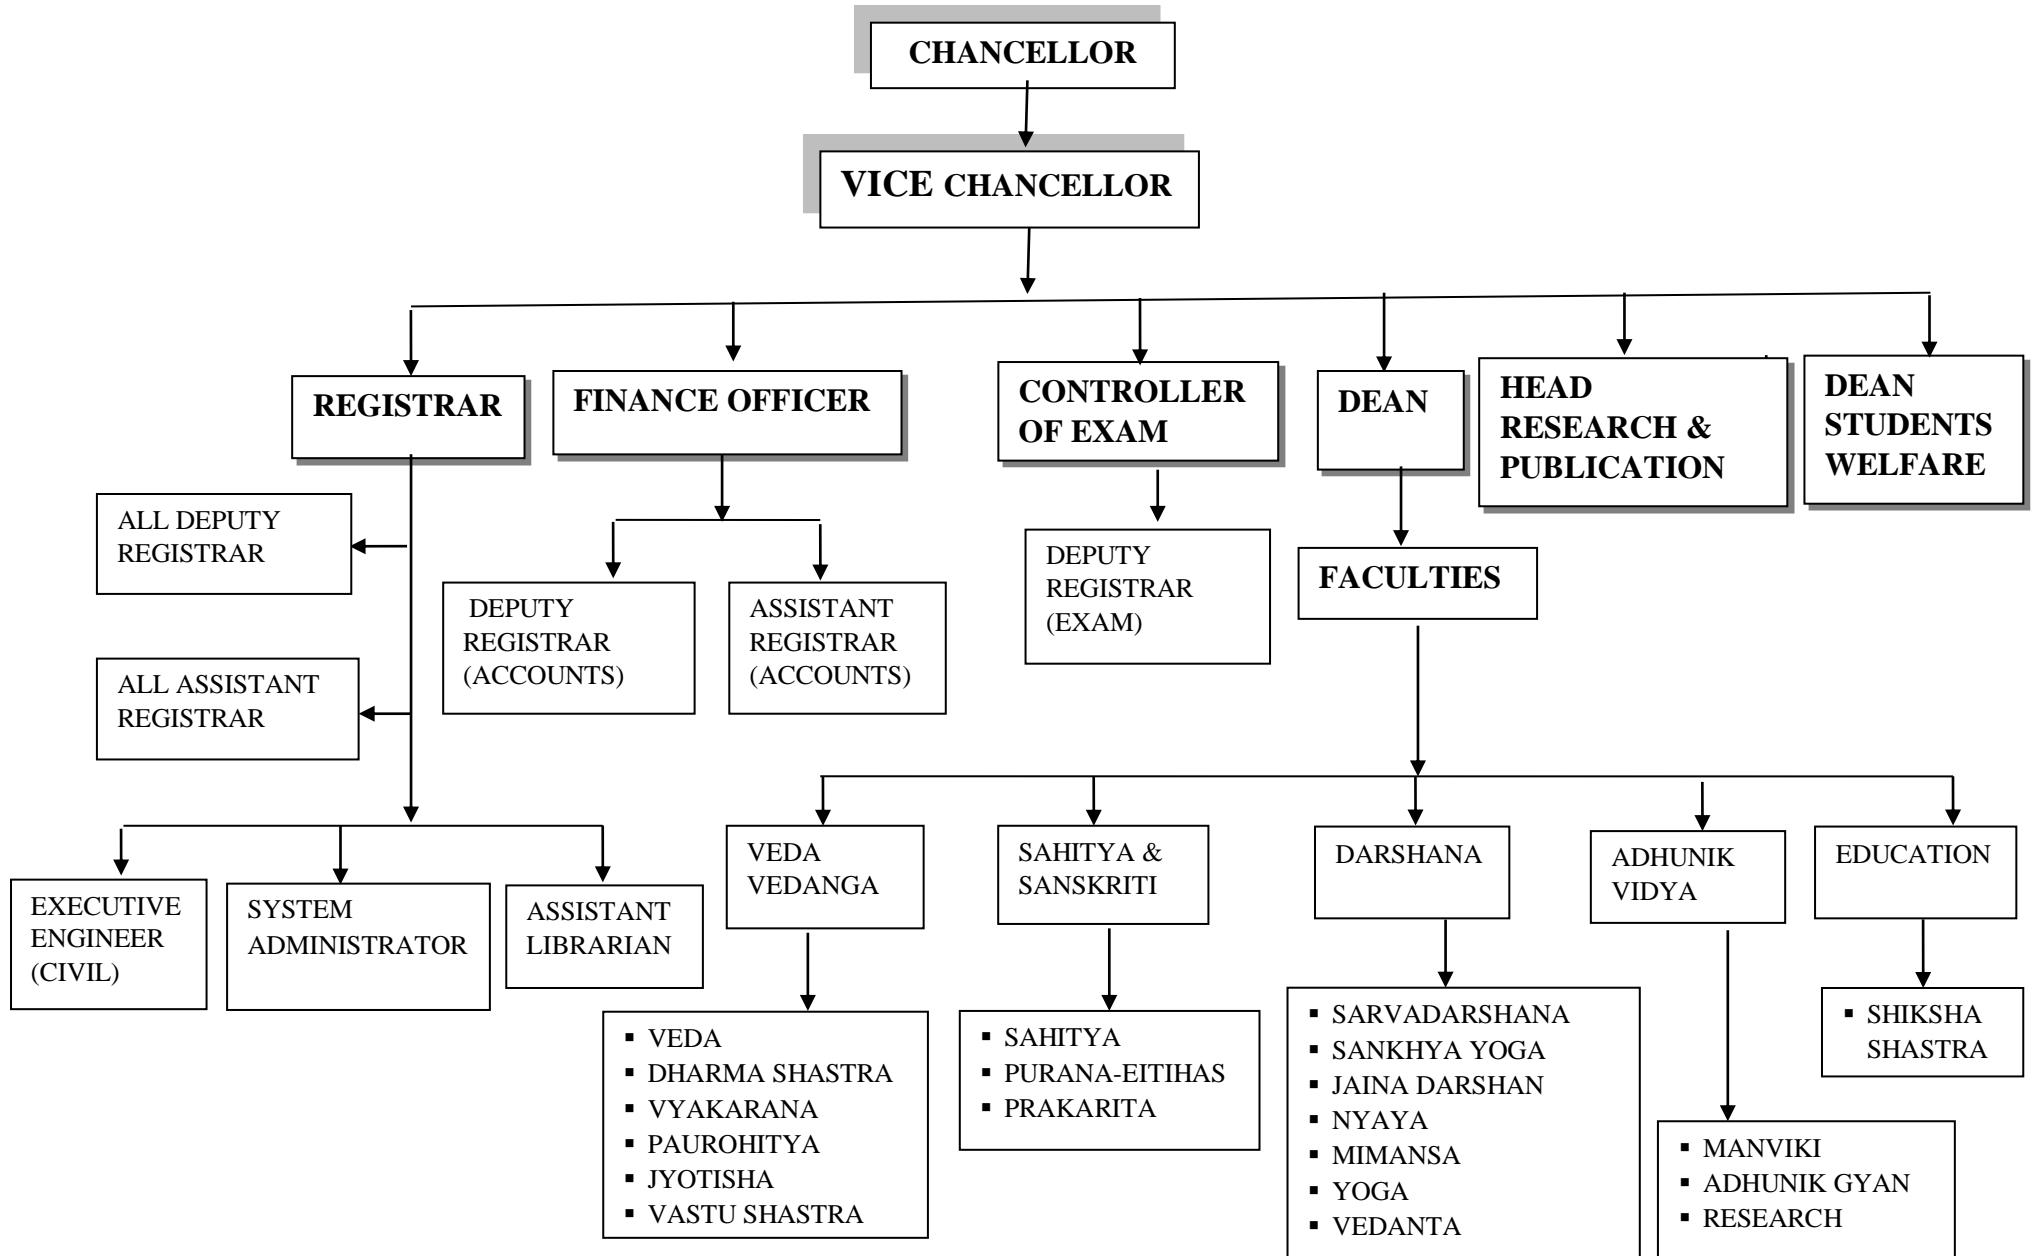 CHANCELLOR
VICE CHANCELLOR
REGISTRAR
FINANCE OFFICER
CONTROLLER
OF EXAM
DEAN
HEAD
RESEARCH &
PUBLICATION
DEAN
STUDENTS
WELFARE
ALL DEPUTY
REGISTRAR
ALL ASSISTANT
REGISTRAR
DEPUTY
REGISTRAR
(ACCOUNTS)
ASSISTANT
REGISTRAR
(ACCOUNTS)
DEPUTY
REGISTRAR
(EXAM)
FACULTIES
EXECUTIVE
ENGINEER
(CIVIL)
SYSTEM
ADMINISTRATOR
ASSISTANT
LIBRARIAN
VEDA
VEDANGA
SAHITYA &
SANSKRITI
DARSHANA
ADHUNIK
VIDYA
EDUCATION
▪ VEDA
▪ DHARMA SHASTRA
▪ VYAKARANA
▪ PAUROHITYA
▪ JYOTISHA
▪ VASTU SHASTRA
▪ SAHITYA
▪ PURANA-EITIHAS
▪ PRAKARITA
▪ SARVADARSHANA
▪ SANKHYA YOGA
▪ JAINA DARSHAN
▪ NYAYA
▪ MIMANSA
▪ YOGA
▪ VEDANTA
▪ MANVIKI
▪ ADHUNIK GYAN
▪ RESEARCH
▪ SHIKSHA
SHASTRA